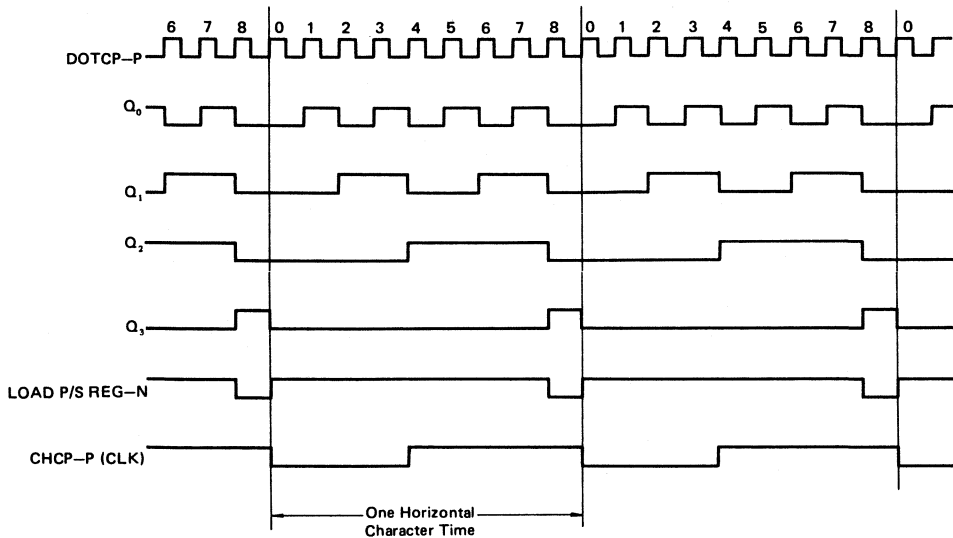 6 7 8 0 1 2 3 4 5 6 7 8 0 1 2 3 4 5 6 7 8 0
DOTCP–P
Q₀
Q₁
Q₂
Q₃
LOAD P/S REG–N
CHCP–P (CLK)
One Horizontal
Character Time